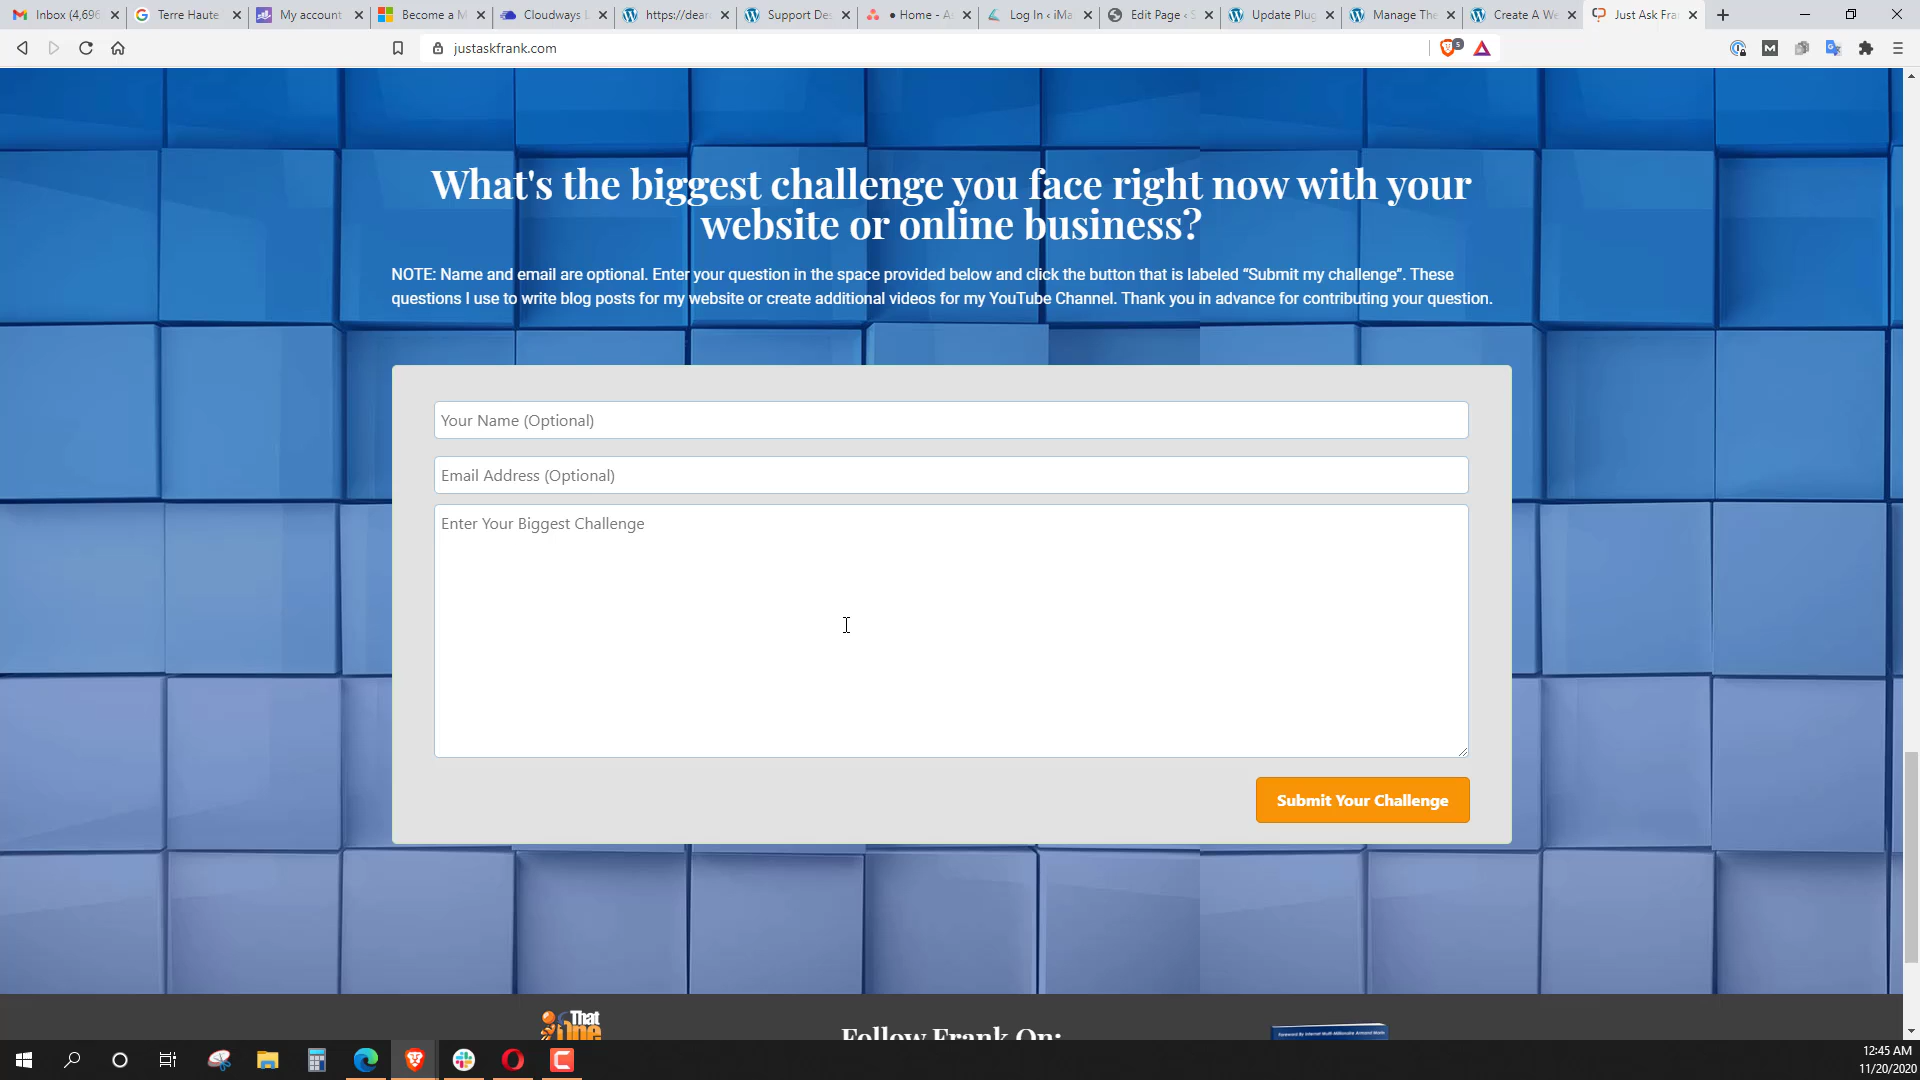 Inbox (4,696
Terre Haute
My account
Become a M
Cloudways
https://dear
Support De
• Home - A
Log In ‹ iMa
Edit Page ‹ S
Update Plug
Manage The
Create A We
Just Ask Fra
justaskfrank.com
5
What's the biggest challenge you face right now with your
website or online business?
NOTE: Name and email are optional. Enter your question in the space provided below and click the button that is labeled “Submit my challenge”. These
questions I use to write blog posts for my website or create additional videos for my YouTube Channel. Thank you in advance for contributing your question.
Your Name (Optional)
Email Address (Optional)
Enter Your Biggest Challenge
Submit Your Challenge
That
One
Follow Frank On:
Foreword By Internet Multi-Millionaire Armand Morin
12:45 AM
11/20/2020